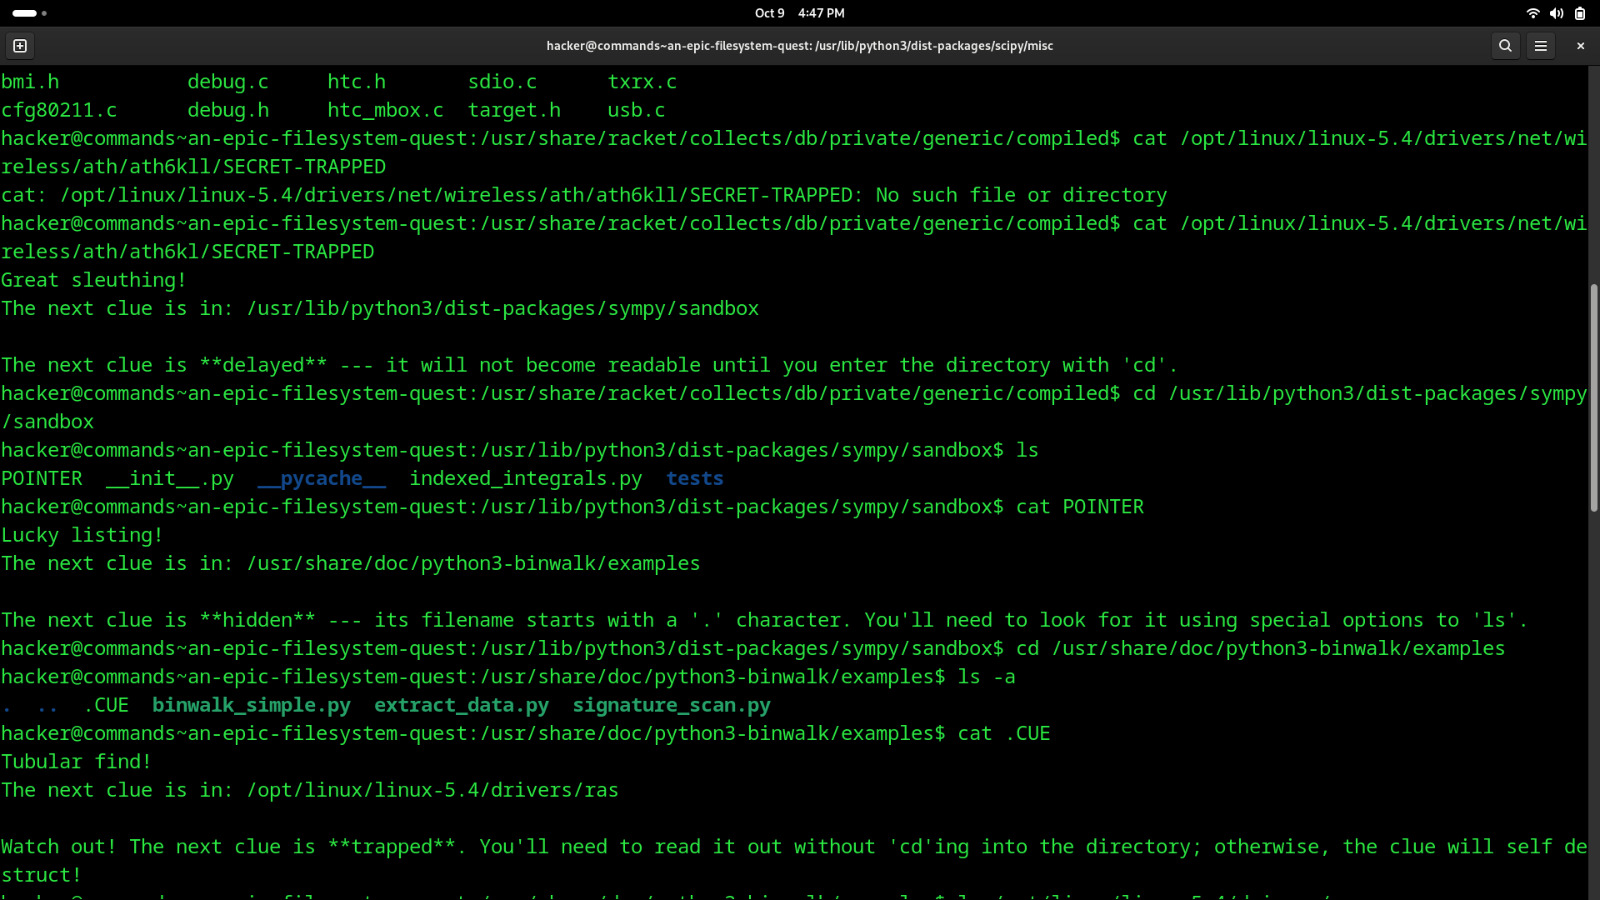 Oct 9 4:47 PM
hacker@commands~an-epic-filesystem-quest: /usr/lib/python3/dist-packages/scipy/misc
bmi.h debug.c htc.h sdio.c txrx.c
cfg80211.c debug.h htc_mbox.c target.h usb.c
hacker@commands~an-epic-filesystem-quest:/usr/share/racket/collects/db/private/generic/compiled$ cat /opt/linux/linux-5.4/drivers/net/wi
reless/ath/ath6kll/SECRET-TRAPPED
cat: /opt/linux/linux-5.4/drivers/net/wireless/ath/ath6kll/SECRET-TRAPPED: No such file or directory
hacker@commands~an-epic-filesystem-quest:/usr/share/racket/collects/db/private/generic/compiled$ cat /opt/linux/linux-5.4/drivers/net/wi
reless/ath/ath6kl/SECRET-TRAPPED
Great sleuthing!
The next clue is in: /usr/lib/python3/dist-packages/sympy/sandbox
The next clue is **delayed** --- it will not become readable until you enter the directory with 'cd'.
hacker@commands~an-epic-filesystem-quest:/usr/share/racket/collects/db/private/generic/compiled$ cd /usr/lib/python3/dist-packages/sympy
/sandbox
hacker@commands~an-epic-filesystem-quest:/usr/lib/python3/dist-packages/sympy/sandbox$ ls
POINTER __init__.py __pycache__ indexed_integrals.py tests
hacker@commands~an-epic-filesystem-quest:/usr/lib/python3/dist-packages/sympy/sandbox$ cat POINTER
Lucky listing!
The next clue is in: /usr/share/doc/python3-binwalk/examples
The next clue is **hidden** --- its filename starts with a '.' character. You'll need to look for it using special options to 'ls'.
hacker@commands~an-epic-filesystem-quest:/usr/lib/python3/dist-packages/sympy/sandbox$ cd /usr/share/doc/python3-binwalk/examples
hacker@commands~an-epic-filesystem-quest:/usr/share/doc/python3-binwalk/examples$ ls -a
. .. .CUE binwalk_simple.py extract_data.py signature_scan.py
hacker@commands~an-epic-filesystem-quest:/usr/share/doc/python3-binwalk/examples$ cat .CUE
Tubular find!
The next clue is in: /opt/linux/linux-5.4/drivers/ras
Watch out! The next clue is **trapped**. You'll need to read it out without 'cd'ing into the directory; otherwise, the clue will self de
struct!